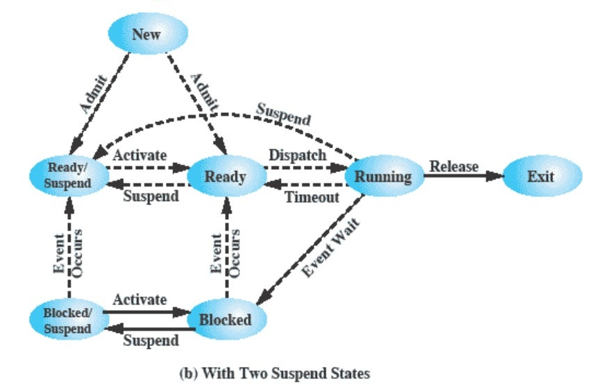 New
Admit
Admit
Suspend
Ready/
Suspend
Activate
Suspend
Ready
Dispatch
Timeout
Running
Release
Exit
Event
Occurs
Event
Occurs
Event Wait
Blocked/
Suspend
Activate
Suspend
Blocked
(b) With Two Suspend States